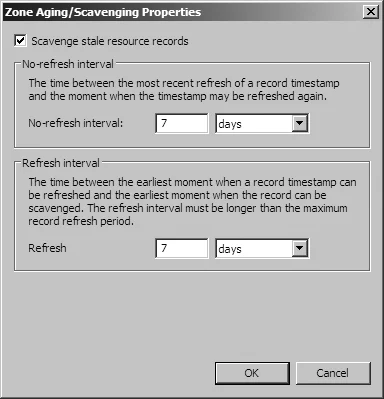 Zone Aging/Scavenging Properties
Scavenge stale resource records
No-refresh interval
The time between the most recent refresh of a record timestamp
and the moment when the timestamp may be refreshed again.
No-refresh interval: 7 days
Refresh interval
The time between the earliest moment when a record timestamp can
be refreshed and the earliest moment when the record can be
scavenged. The refresh interval must be longer than the maximum
record refresh period.
Refresh 7 days
OK Cancel